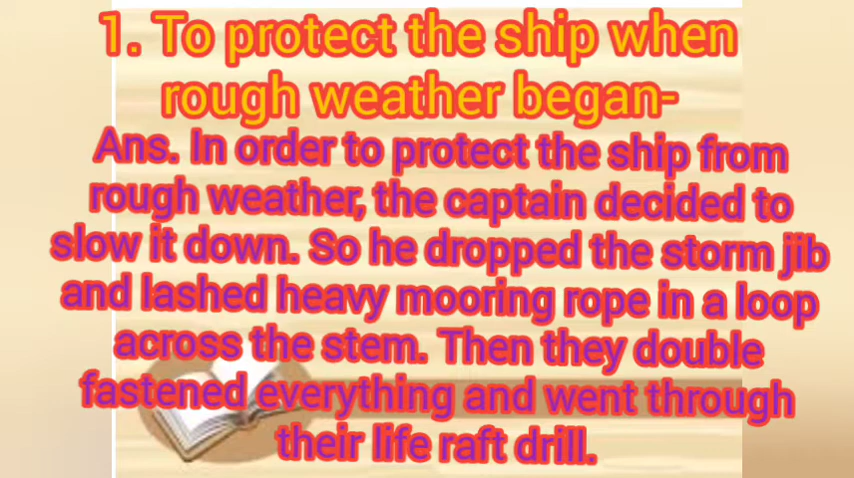 1. To protect the ship when
rough weather began-
Ans. In order to protect the ship from
rough weather, the captain decided to
slow it down. So he dropped the storm jib
and lashed heavy mooring rope in a loop
across the stem. Then they double
fastened everything and went through
their life raft drill.